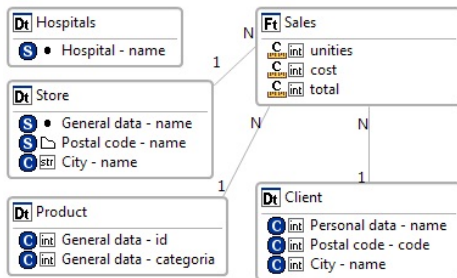 Dt Hospitals
S Hospital - name
Dt Store
S General data - name
S Postal code - name
C str City - name
Dt Product
C int General data - id
C int General data - categoria
Ft Sales
C int unities
C int cost
C int total
Dt Client
C int Personal data - name
C int Postal code - code
C int City - name
N
1
N
1
N
1